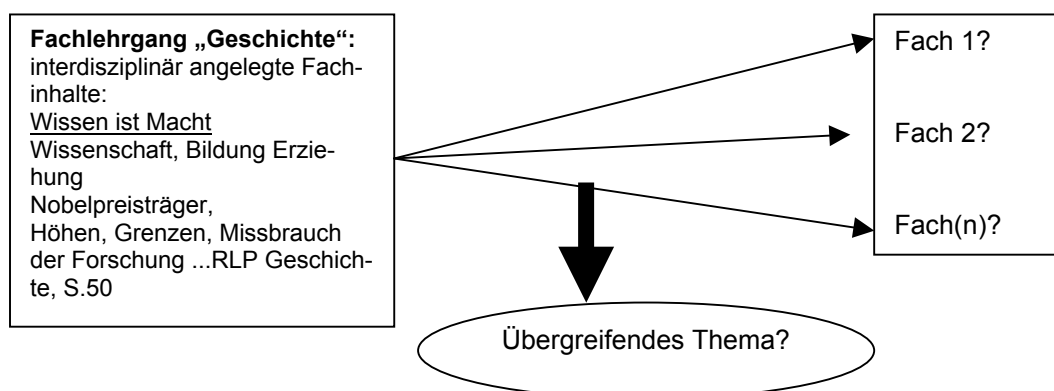 Fachlehrgang „Geschichte“:
interdisziplinär angelegte Fach-
inhalte:
Wissen ist Macht
Wissenschaft, Bildung Erzie-
hung
Nobelpreisträger,
Höhen, Grenzen, Missbrauch
der Forschung ...RLP Geschich-
te, S.50
Fach 1?
Fach 2?
Fach(n)?
Übergreifendes Thema?